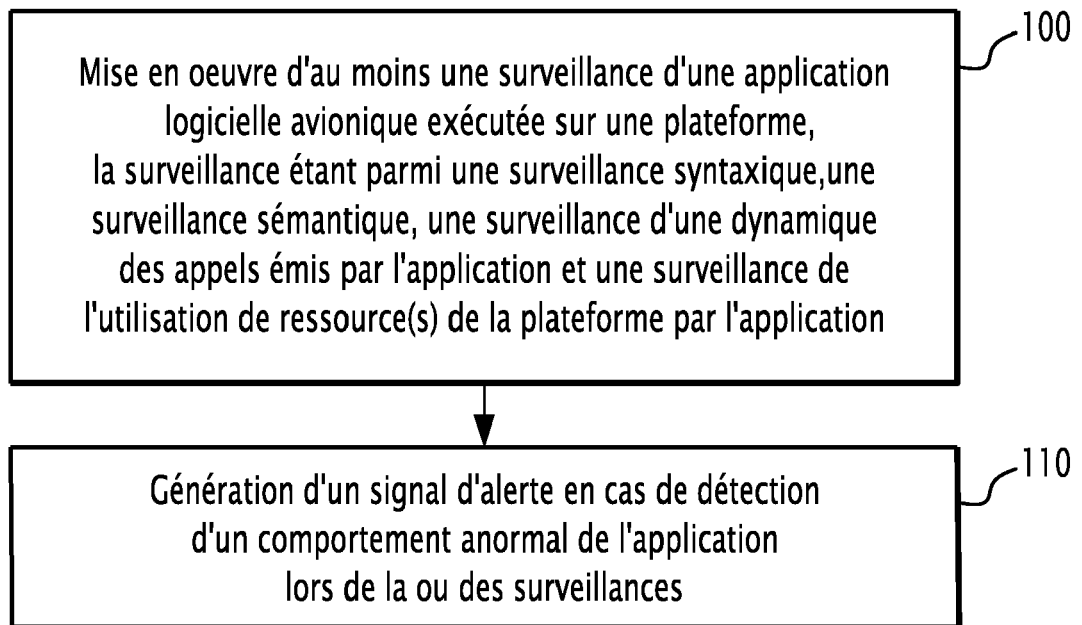 100
Mise en oeuvre d'au moins une surveillance d'une application
logicielle avionique exécutée sur une plateforme,
la surveillance étant parmi une surveillance syntaxique,une
surveillance sémantique, une surveillance d'une dynamique
des appels émis par l'application et une surveillance de
l'utilisation de ressource(s) de la plateforme par l'application
110
Génération d'un signal d'alerte en cas de détection
d'un comportement anormal de l'application
lors de la ou des surveillances